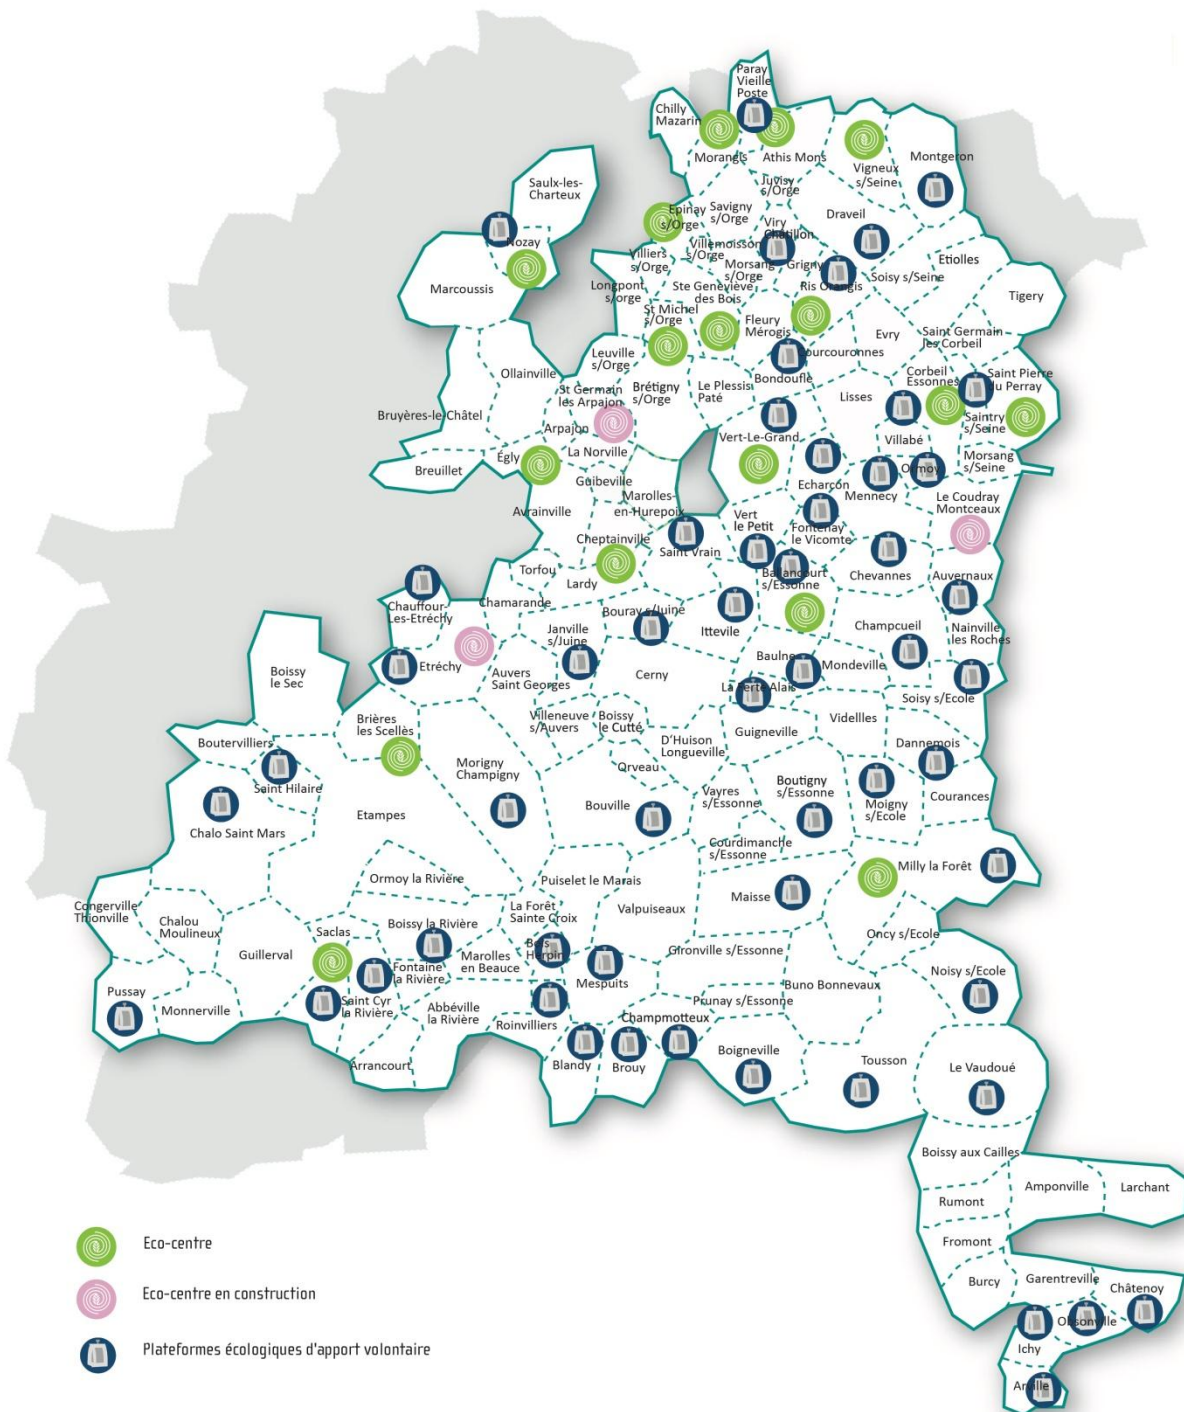 Paray
Vieille
Poste
Chilly
Mazarin
Morangis
Athis Mons
Vigneux
s/Seine
Montgeron
Saulx-les-
Charteux
Juvisy
s/Orge
Epinay
s/Orge
Savigny
s/Orge
Draveil
Viry
Chatillon
Nozay
Villiers
s/Orge
Villemoisson
s/Orge
Morsang
s/Orge
Grigny
Etiolles
Soisy s/Seine
Marcoussis
Longpont
s/orge
Ste Geneviève
des Bois
Ris Orangis
Tigery
St Michel
s/Orge
Fleury
Mérogis
Evry
Saint Germain
les Corbeil
Leuville
s/Orge
Courcouronnes
Ollainville
St Germain
les Arpajon
Brétigny
s/Orge
Le Plessis
Paté
Bondoufle
Lisses
Corbeil
Essonnes
Saint Pierre
du Perray
Bruyères-le-Châtel
Arpajon
Saintry
s/Seine
Vert-Le-Grand
Villabé
Breuillet
Égly
La Norville
Morsang
s/Seine
Guibeville
Echarcon
Mennecy
Ormoy
Marolles-
en-Hurepoix
Le Coudray
Montceaux
Avrainville
Vert
le Petit
Fontenay
le Vicomte
Cheptainville
Saint Vrain
Torfou
Lardy
Ballancourt
s/Essonne
Chevannes
Auvernaux
Chamarande
Chauffour-
Les-Etréchy
Bouray s/Juine
Itteville
Janville
s/Juine
Champcueil
Nainville
les Roches
Etréchy
Boissy
le Sec
Auvers
Saint Georges
Cerny
Baulne
Mondeville
La Ferte Alais
Soisy s/Ecole
Brières
les Scellès
Villeneuve
s/Auvers
Boissy
le Cutté
Videllles
Guigneville
D'Huison
Longueville
Boutervilliers
Dannemois
Morigny
Champigny
Orveau
Saint Hilaire
Boutigny
s/Essonne
Vayres
s/Essonne
Moigny
s/Ecole
Courances
Bouville
Etampes
Chalo Saint Mars
Courdimanche
s/Essonne
Milly la Forêt
Ormoy la Rivière
Puiselet le Marais
Maisse
Congerville
Thionville
La Forêt
Sainte Croix
Valpuiseaux
Chalou
Moulineux
Boissy la Rivière
Saclas
Oncy s/Ecole
Guillerval
Marolles
en Beauce
Bois
Herpin
Gironville s/Essonne
Fontaine
la Rivière
Mespuits
Noisy s/Ecole
Pussay
Buno Bonnevaux
Saint Cyr
la Rivière
Prunay s/Essonne
Monnerville
Abbéville
la Rivière
Roinvilliers
Champmotteux
Boigneville
Tousson
Arrancourt
Blandy
Brouy
Le Vaudoué
Boissy aux Cailles
Amponville
Larchant
Rumont
Fromont
Burcy
Garentreville
Châtenoy
Obsonville
Ichy
Arville
Eco-centre
Eco-centre en construction
Plateformes écologiques d'apport volontaire